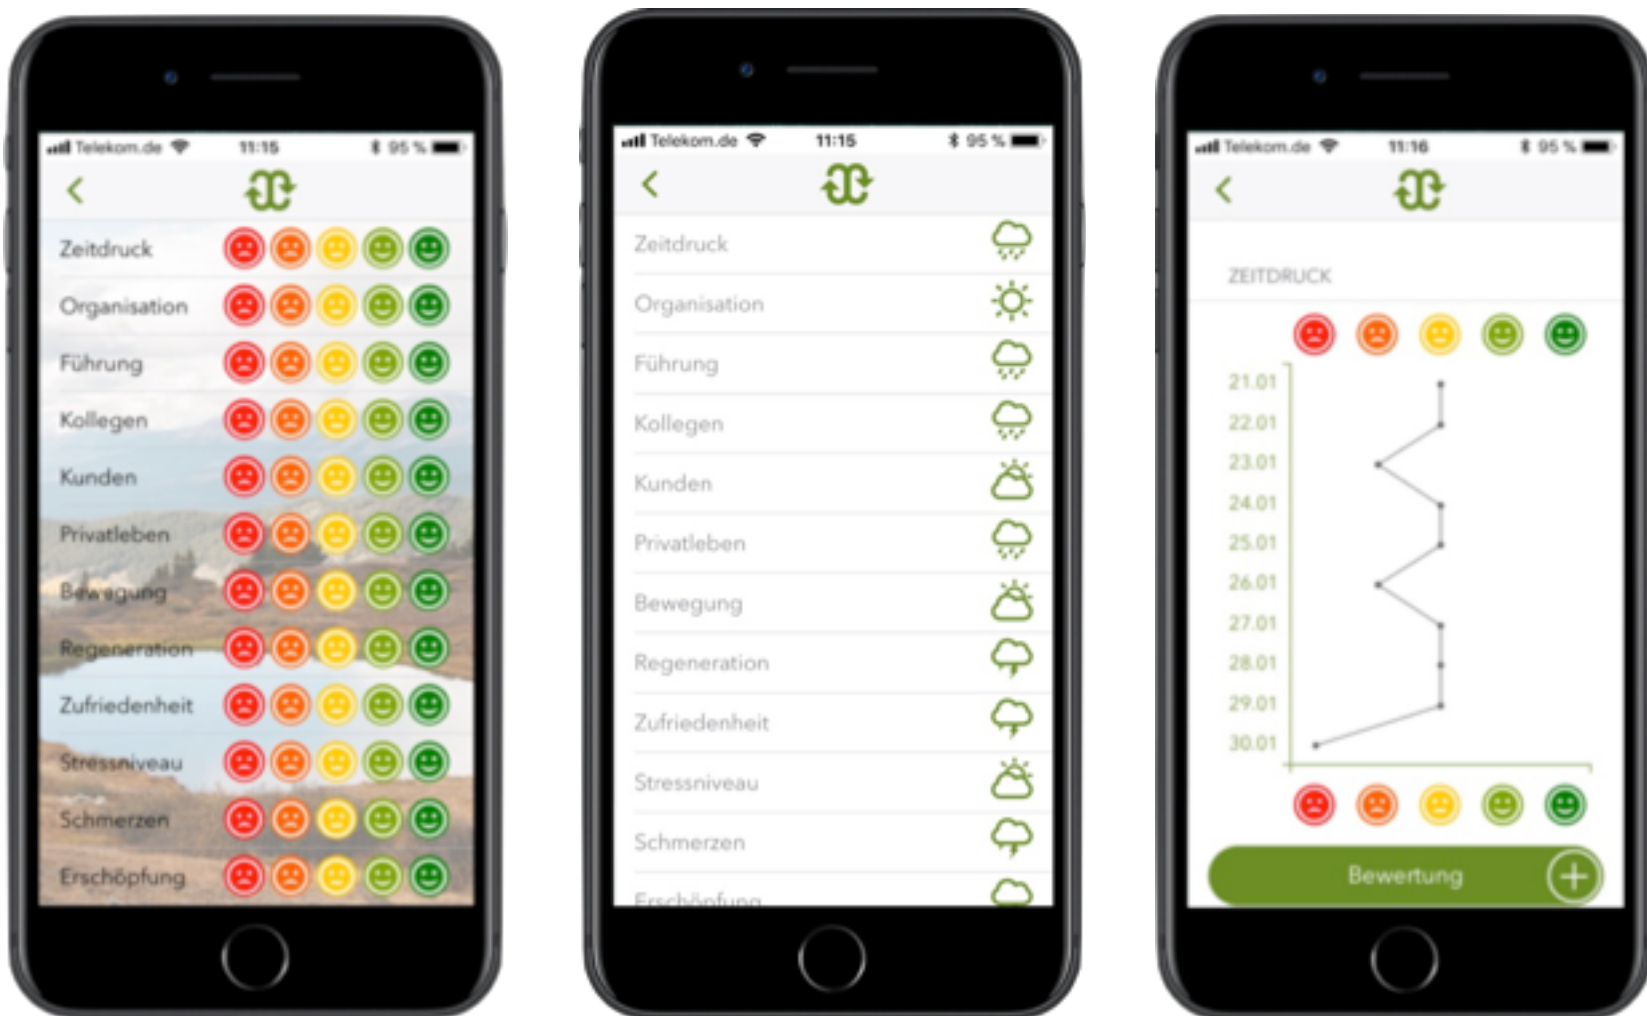 Telekom.de 11:15 95 %
Zeitdruck
Organisation
Führung
Kollegen
Kunden
Privatleben
Bewegung
Regeneration
Zufriedenheit
Stressniveau
Schmerzen
Erschöpfung
Telekom.de 11:15 95 %
Zeitdruck
Organisation
Führung
Kollegen
Kunden
Privatleben
Bewegung
Regeneration
Zufriedenheit
Stressniveau
Schmerzen
Erschöpfung
Telekom.de 11:16 95 %
ZEITDRUCK
21.01
22.01
23.01
24.01
25.01
26.01
27.01
28.01
29.01
30.01
Bewertung